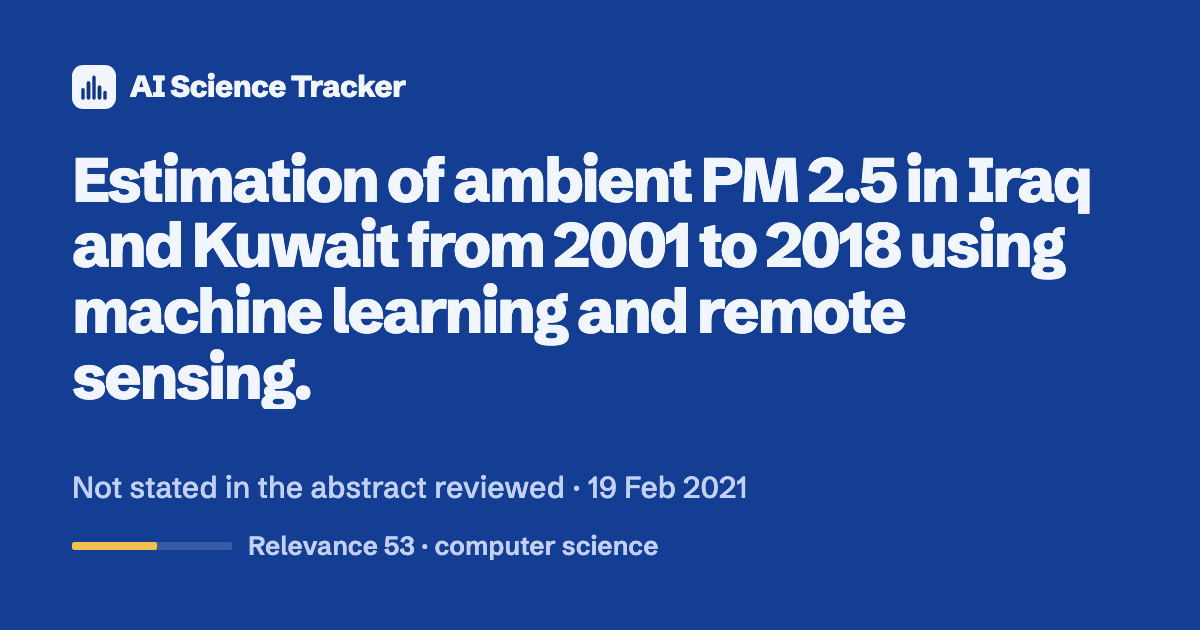 AI Science Tracker
Estimation of ambient PM 2.5 in Iraq
and Kuwait from 2001 to 2018 using
machine learning and remote
sensing.
Not stated in the abstract reviewed · 19 Feb 2021
Relevance 53 · computer science